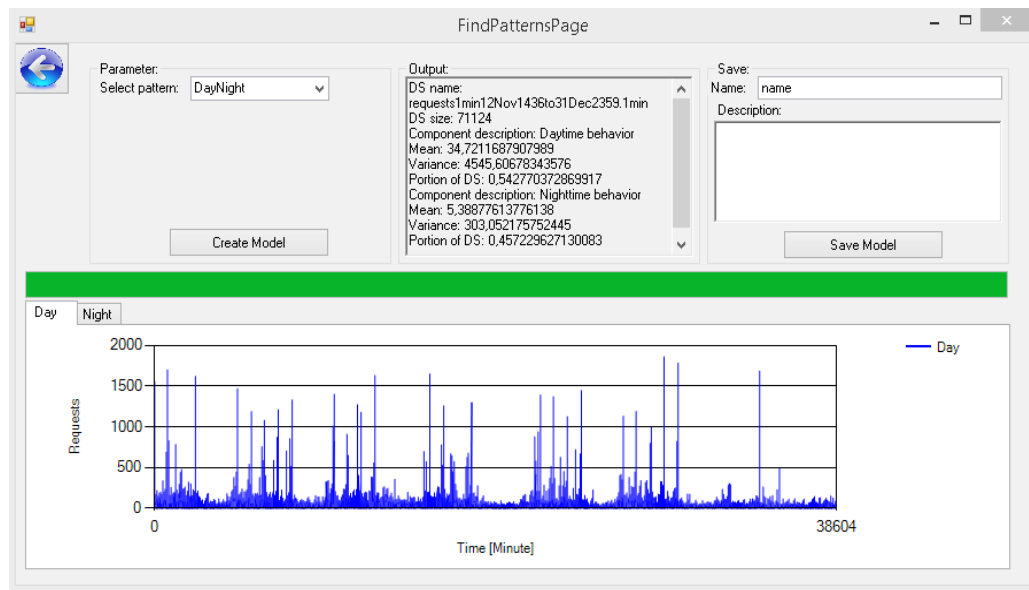 FindPatternsPage
Parameter:
Select pattern: DayNight
Create Model
Output:
DS name:
requests1min12Nov1436to31Dec2359.1min
DS size: 71124
Component description: Daytime behavior
Mean: 34,7211687907989
Variance: 4545,60678343576
Portion of DS: 0,542770372869917
Component description: Nighttime behavior
Mean: 5,38877613776138
Variance: 303,052175752445
Portion of DS: 0,457229627130083
Save:
Name: name
Description:
Save Model
Day Night
2000
1500
1000
500
0
Requests
0 38604
Time [Minute]
Day